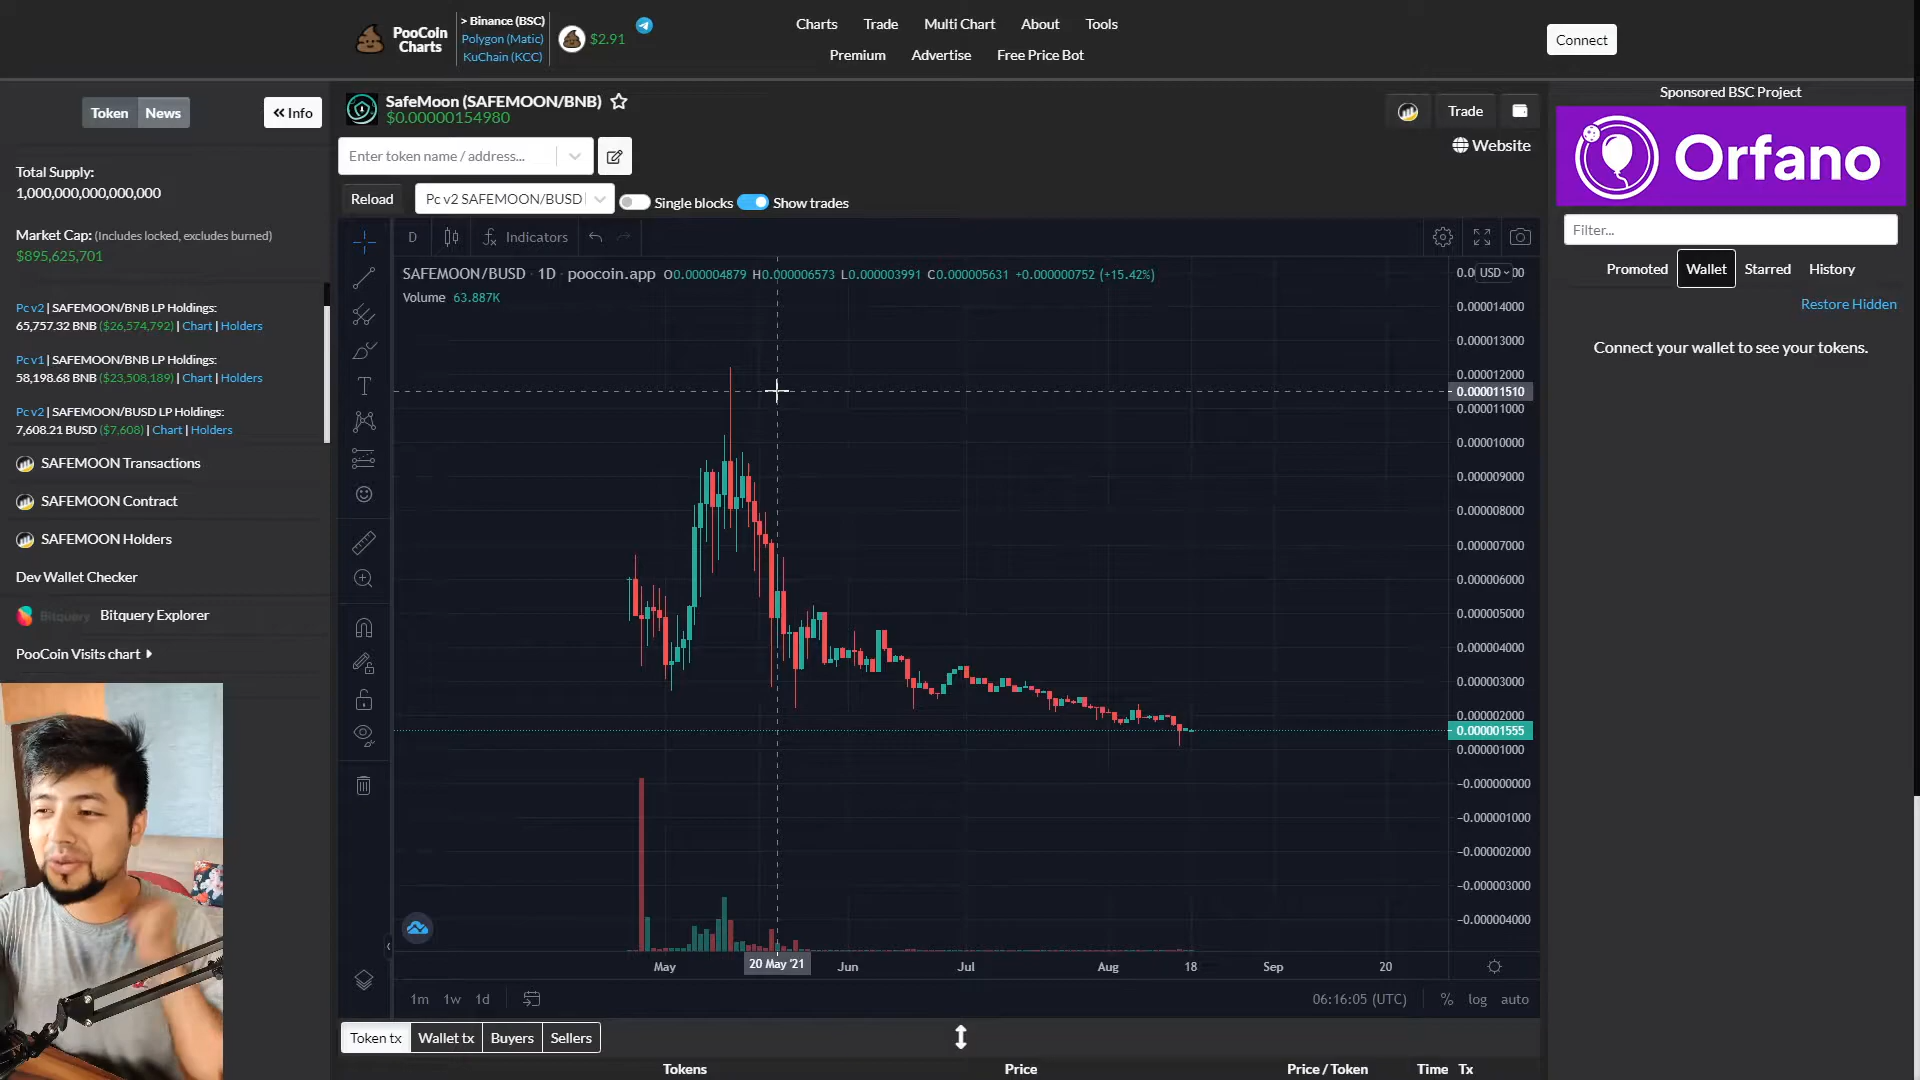 PooCoin
Charts
> Binance (BSC)
Polygon (Matic)
KuChain (KCC)
$2.91
Charts
Trade
Multi Chart
About
Tools
Premium
Advertise
Free Price Bot
Connect
Token
News
Info
Total Supply:
1,000,000,000,000,000
Market Cap: (Includes locked, excludes burned)
$895,625,701
Pc v2 | SAFEMOON/BNB LP Holdings:
65,757.32 BNB ($26,574,792) | Chart | Holders
Pc v1 | SAFEMOON/BNB LP Holdings:
58,198.68 BNB ($23,508,189) | Chart | Holders
Pc v2 | SAFEMOON/BUSD LP Holdings:
7,608.21 BUSD ($7,608) | Chart | Holders
SAFEMOON Transactions
SAFEMOON Contract
SAFEMOON Holders
Dev Wallet Checker
Bitquery Bitquery Explorer
PooCoin Visits chart
SafeMoon (SAFEMOON/BNB)
$0.00000154980
Trade
Website
Enter token name / address...
Reload
Pc v2 SAFEMOON/BUSD
Single blocks
Show trades
D
Indicators
SAFEMOON/BUSD · 1D · poocoin.app O0.000004879 H0.000006573 L0.000003991 C0.000005631 +0.000000752 (+15.42%)
Volume 63.887K
USD
0.000014000
0.000013000
0.000012000
0.000011510
0.000011000
0.000010000
0.000009000
0.000008000
0.000007000
0.000006000
0.000005000
0.000004000
0.000003000
0.000002000
0.000001555
0.000001000
−0.000000000
−0.000001000
−0.000002000
−0.000003000
−0.000004000
May
20 May '21
Jun
Jul
Aug
18
Sep
20
1m
1w
1d
06:16:05 (UTC)
%
log
auto
Token tx
Wallet tx
Buyers
Sellers
Tokens
Price
Price / Token
Time
Tx
Sponsored BSC Project
Orfano
Filter...
Promoted
Wallet
Starred
History
Restore Hidden
Connect your wallet to see your tokens.